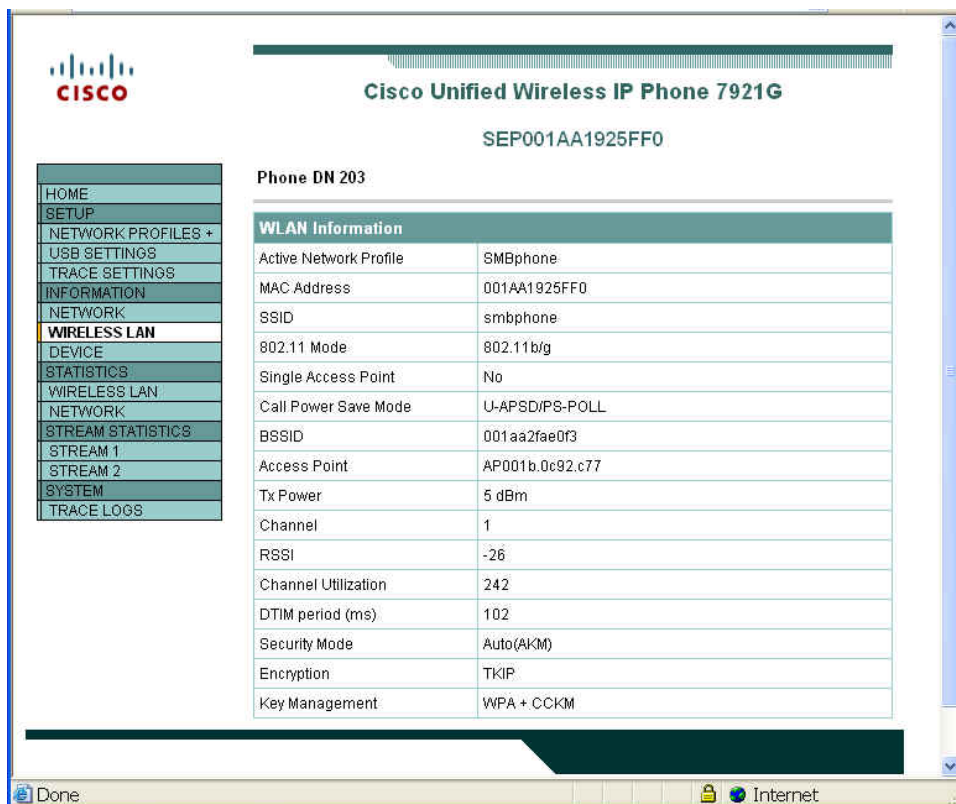 CISCO
Cisco Unified Wireless IP Phone 7921G
SEP001AA1925FF0
Phone DN 203
HOME
SETUP
NETWORK PROFILES +
USB SETTINGS
TRACE SETTINGS
INFORMATION
NETWORK
WIRELESS LAN
DEVICE
STATISTICS
WIRELESS LAN
NETWORK
STREAM STATISTICS
STREAM 1
STREAM 2
SYSTEM
TRACE LOGS
WLAN Information
Active Network Profile SMBphone
MAC Address 001AA1925FF0
SSID smbphone
802.11 Mode 802.11b/g
Single Access Point No
Call Power Save Mode U-APSD/PS-POLL
BSSID 001aa2fae0f3
Access Point AP001b.0c92.c77
Tx Power 5 dBm
Channel 1
RSSI -26
Channel Utilization 242
DTIM period (ms) 102
Security Mode Auto(AKM)
Encryption TKIP
Key Management WPA + CCKM
Done Internet